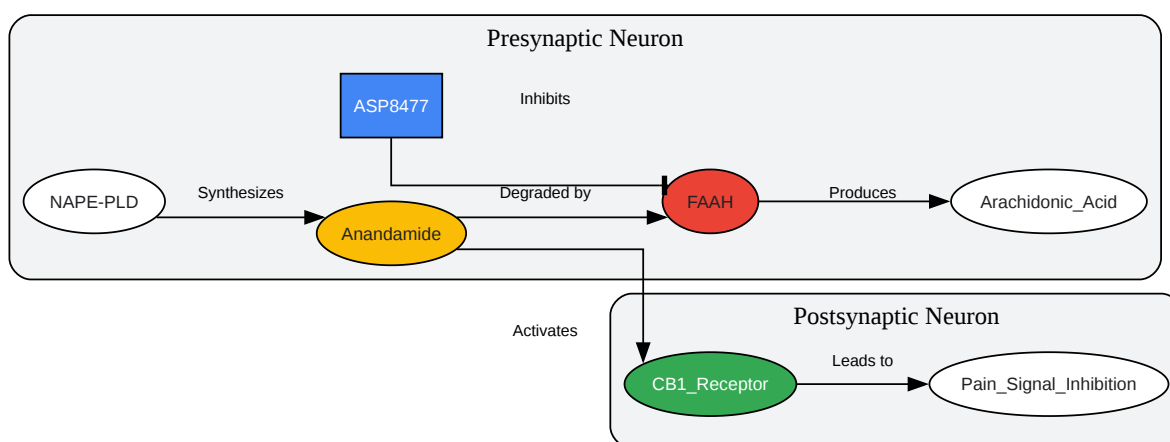 Presynaptic Neuron
ASP8477
Inhibits
NAPE-PLD
Synthesizes
Anandamide
Degraded by
FAAH
Produces
Arachidonic_Acid
Activates
Postsynaptic Neuron
CB1_Receptor
Leads to
Pain_Signal_Inhibition